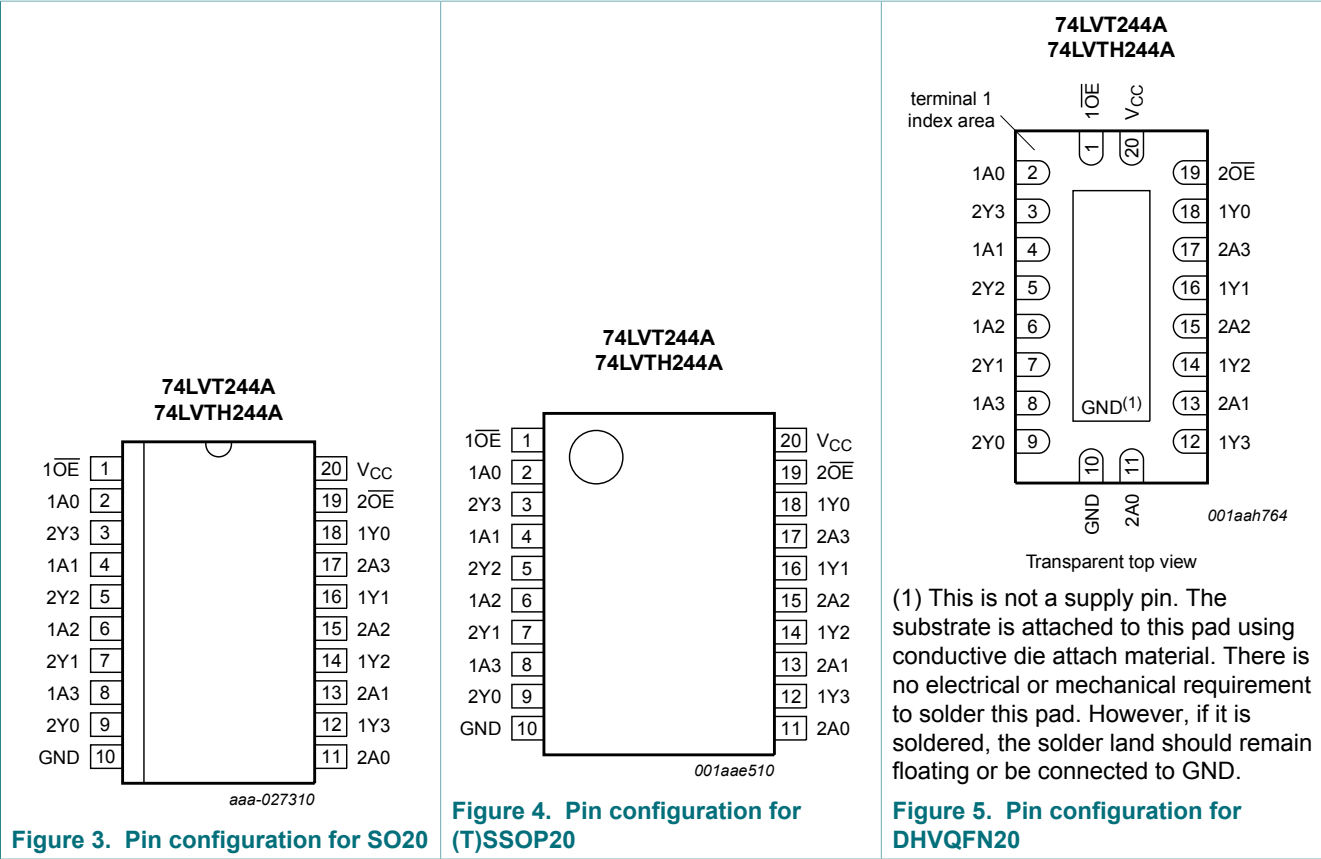 74LVT244A
74LVTH244A
1O̅E̅ 1 20 VCC
1A0 2 19 2O̅E̅
2Y3 3 18 1Y0
1A1 4 17 2A3
2Y2 5 16 1Y1
1A2 6 15 2A2
2Y1 7 14 1Y2
1A3 8 13 2A1
2Y0 9 12 1Y3
GND 10 11 2A0
aaa-027310
Figure 3. Pin configuration for SO20
74LVT244A
74LVTH244A
1O̅E̅ 1 20 VCC
1A0 2 19 2O̅E̅
2Y3 3 18 1Y0
1A1 4 17 2A3
2Y2 5 16 1Y1
1A2 6 15 2A2
2Y1 7 14 1Y2
1A3 8 13 2A1
2Y0 9 12 1Y3
GND 10 11 2A0
001aae510
Figure 4. Pin configuration for
(T)SSOP20
74LVT244A
74LVTH244A
terminal 1
index area
1O̅E̅ VCC
1 20
1A0 2 19 2O̅E̅
2Y3 3 18 1Y0
1A1 4 17 2A3
2Y2 5 16 1Y1
1A2 6 15 2A2
2Y1 7 14 1Y2
1A3 8 GND(1) 13 2A1
2Y0 9 12 1Y3
10 11
GND 2A0
001aah764
Transparent top view
(1) This is not a supply pin. The
substrate is attached to this pad using
conductive die attach material. There is
no electrical or mechanical requirement
to solder this pad. However, if it is
soldered, the solder land should remain
floating or be connected to GND.
Figure 5. Pin configuration for
DHVQFN20